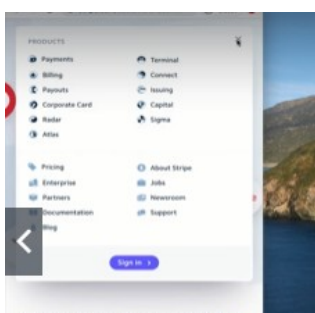 PRODUCTS
Payments
Billing
Payouts
Corporate Card
Radar
Atlas
Terminal
Connect
Issuing
Capital
Sigma
Pricing
Enterprise
Partners
Documentation
Blog
About Stripe
Jobs
Newsroom
Support
Sign in